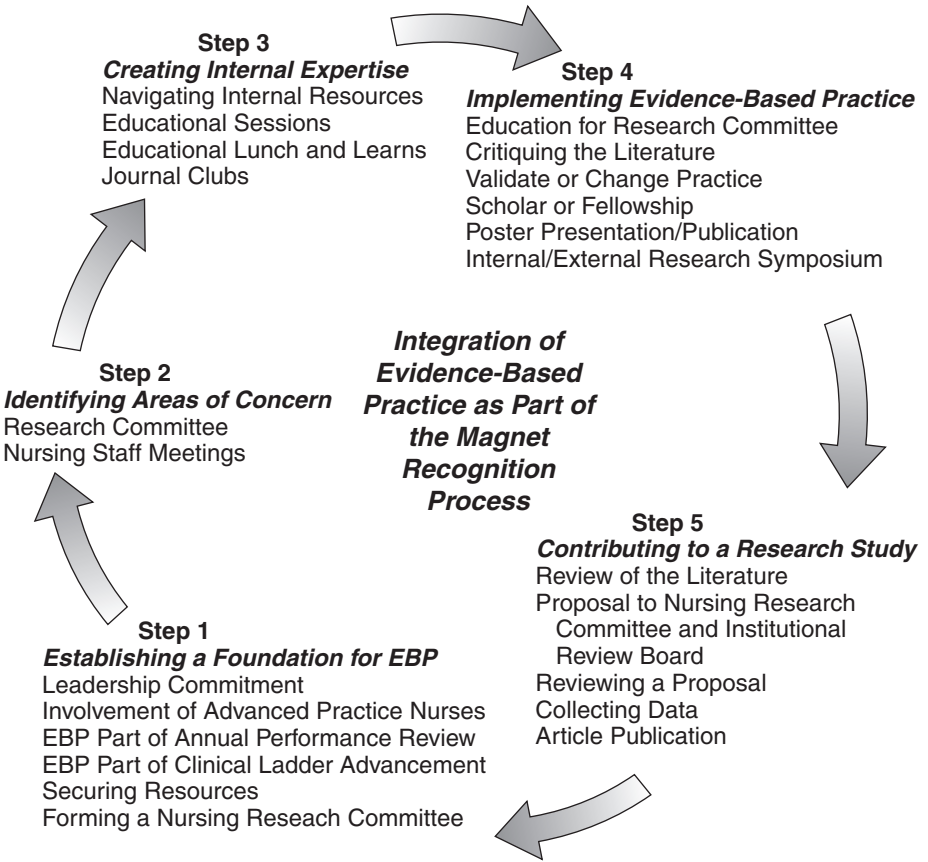 Step 3
Creating Internal Expertise
Navigating Internal Resources
Educational Sessions
Educational Lunch and Learns
Journal Clubs
Step 4
Implementing Evidence-Based Practice
Education for Research Committee
Critiquing the Literature
Validate or Change Practice
Scholar or Fellowship
Poster Presentation/Publication
Internal/External Research Symposium
Integration of
Evidence-Based
Practice as Part of
the Magnet
Recognition
Process
Step 2
Identifying Areas of Concern
Research Committee
Nursing Staff Meetings
Step 5
Contributing to a Research Study
Review of the Literature
Proposal to Nursing Research
Committee and Institutional
Review Board
Reviewing a Proposal
Collecting Data
Article Publication
Step 1
Establishing a Foundation for EBP
Leadership Commitment
Involvement of Advanced Practice Nurses
EBP Part of Annual Performance Review
EBP Part of Clinical Ladder Advancement
Securing Resources
Forming a Nursing Reseach Committee